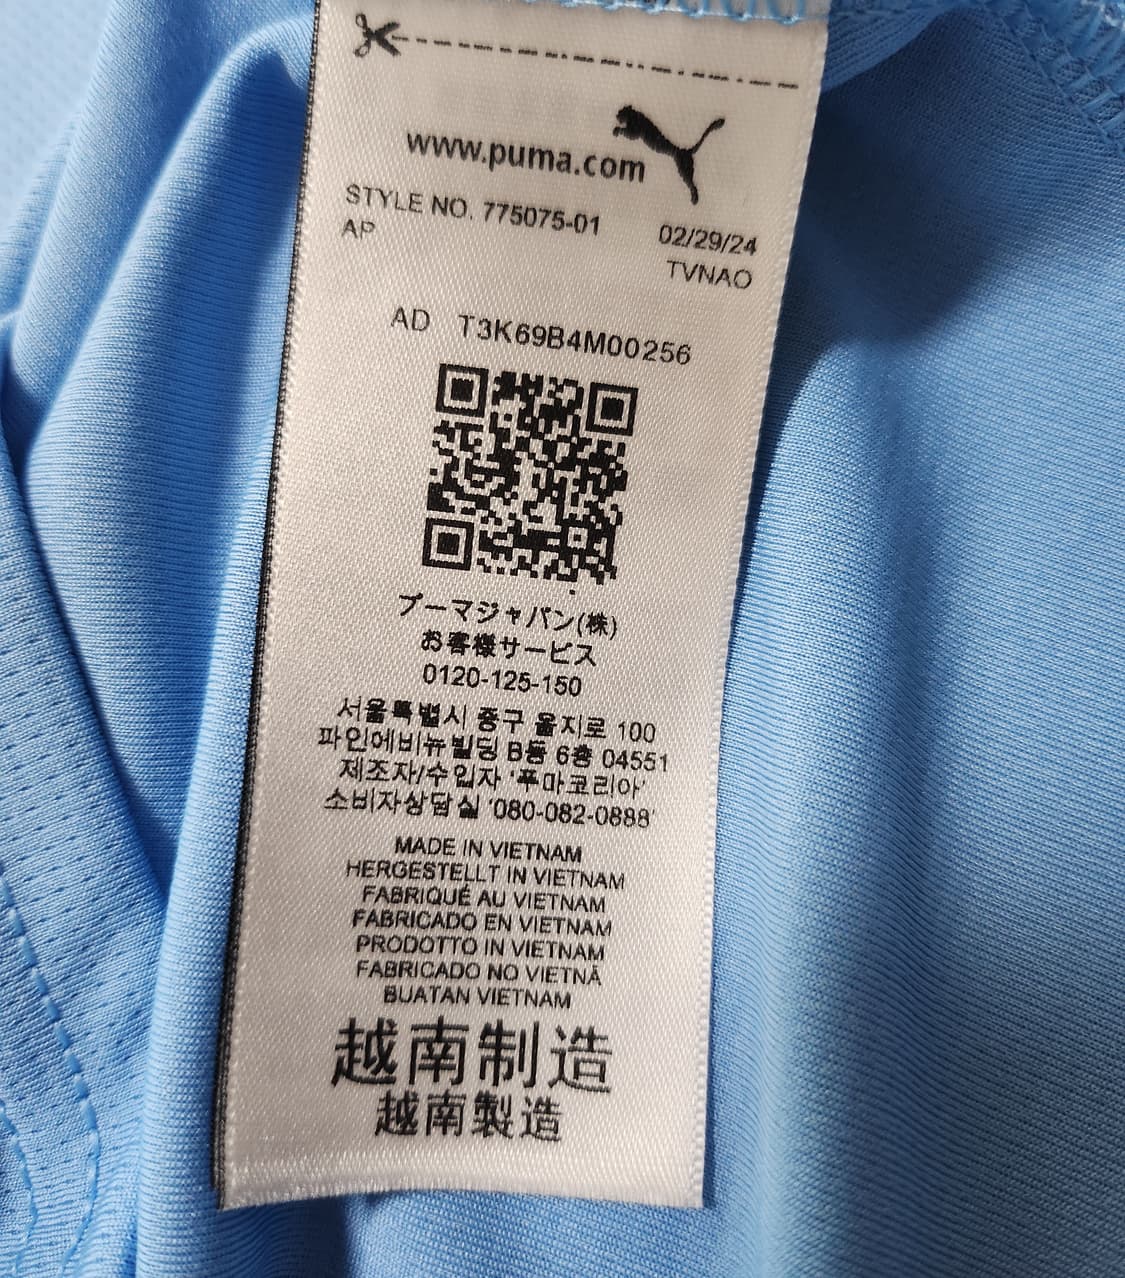 www.puma.com
STYLE NO. 775075-01 02/29/24
AP TVNAO
AD T3K69B4M00256
プーマジャパン(株)
お客様サービス
0120-125-150
서울특별시 중구 을지로 100
파인에비뉴빌딩 B동 6층 04551
제조자/수입자 '푸마코리아'
소비자상담실 '080-082-0888'
MADE IN VIETNAM
HERGESTELLT IN VIETNAM
FABRIQUÉ AU VIETNAM
FABRICADO EN VIETNAM
PRODOTTO IN VIETNAM
FABRICADO NO VIETNÃ
BUATAN VIETNAM
越南制造
越南製造